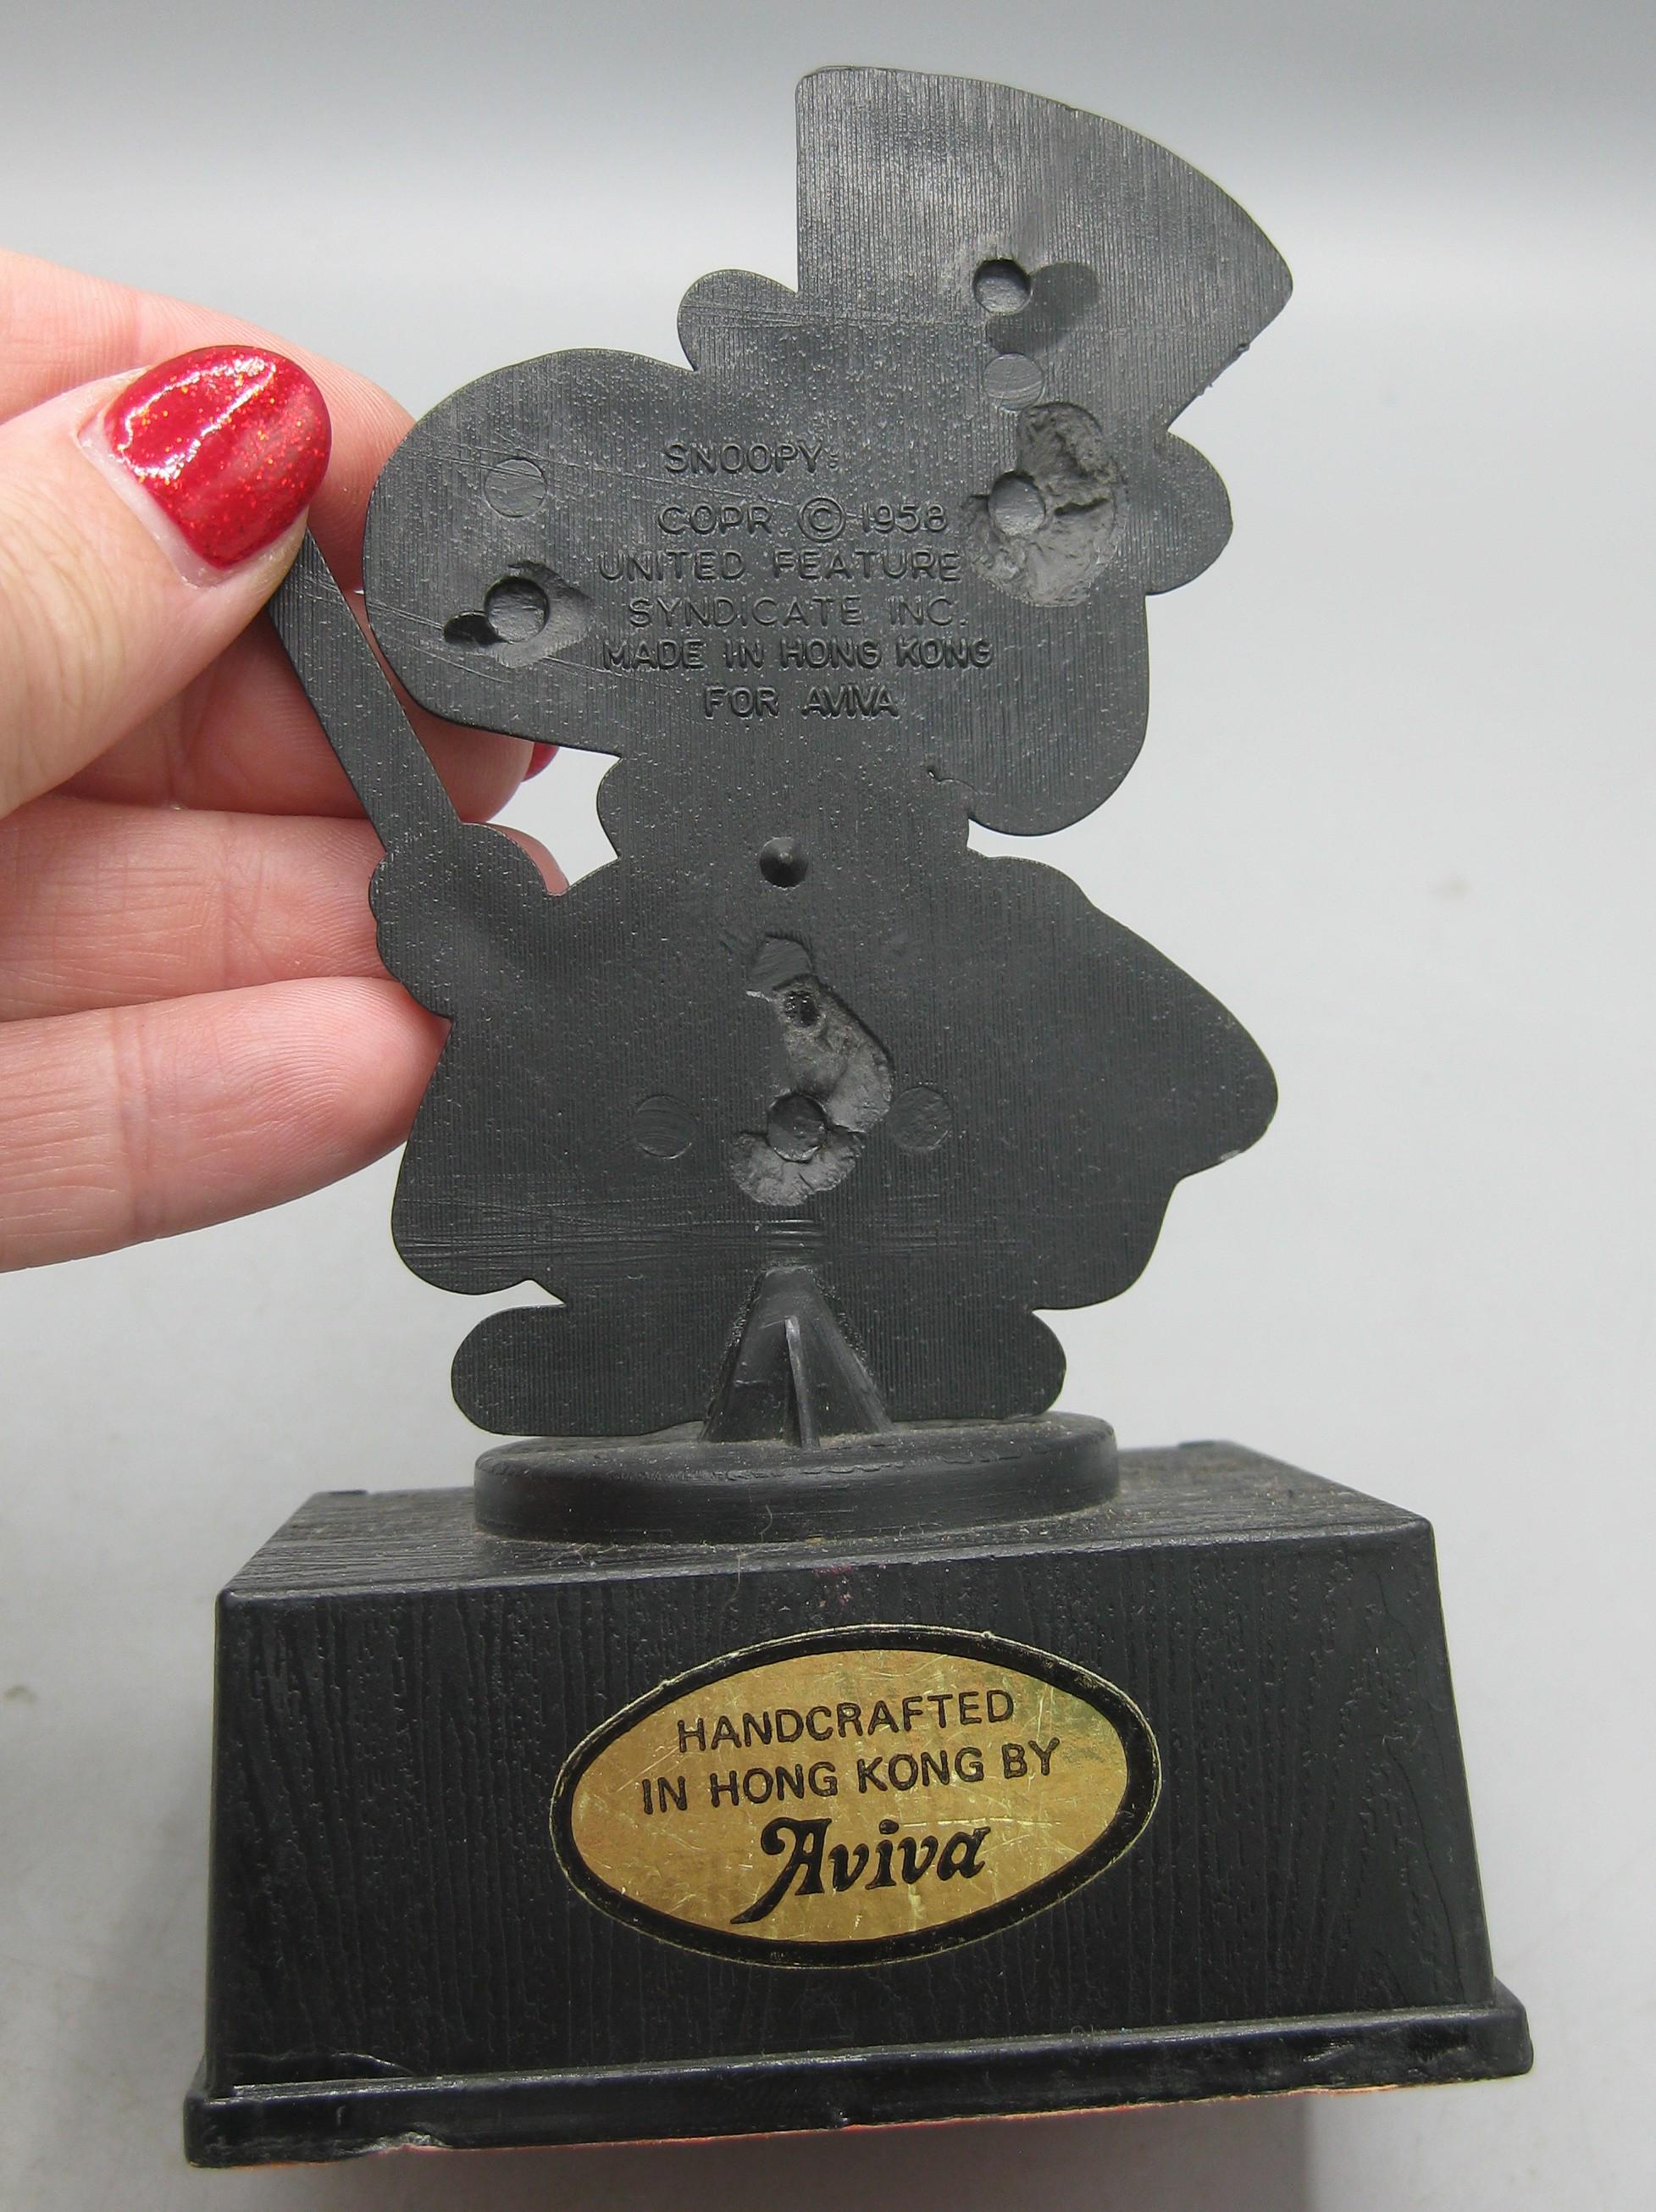 SNOOPY
COPR. © 1958
UNITED FEATURE
SYNDICATE INC.
MADE IN HONG KONG
FOR AVIVA
HANDCRAFTED
IN HONG KONG BY
Aviva